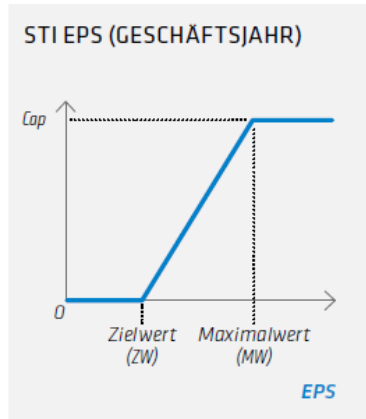 STI EPS (GESCHÄFTSJAHR)
Cap
0
Zielwert Maximalwert
(ZW) (MW)
EPS